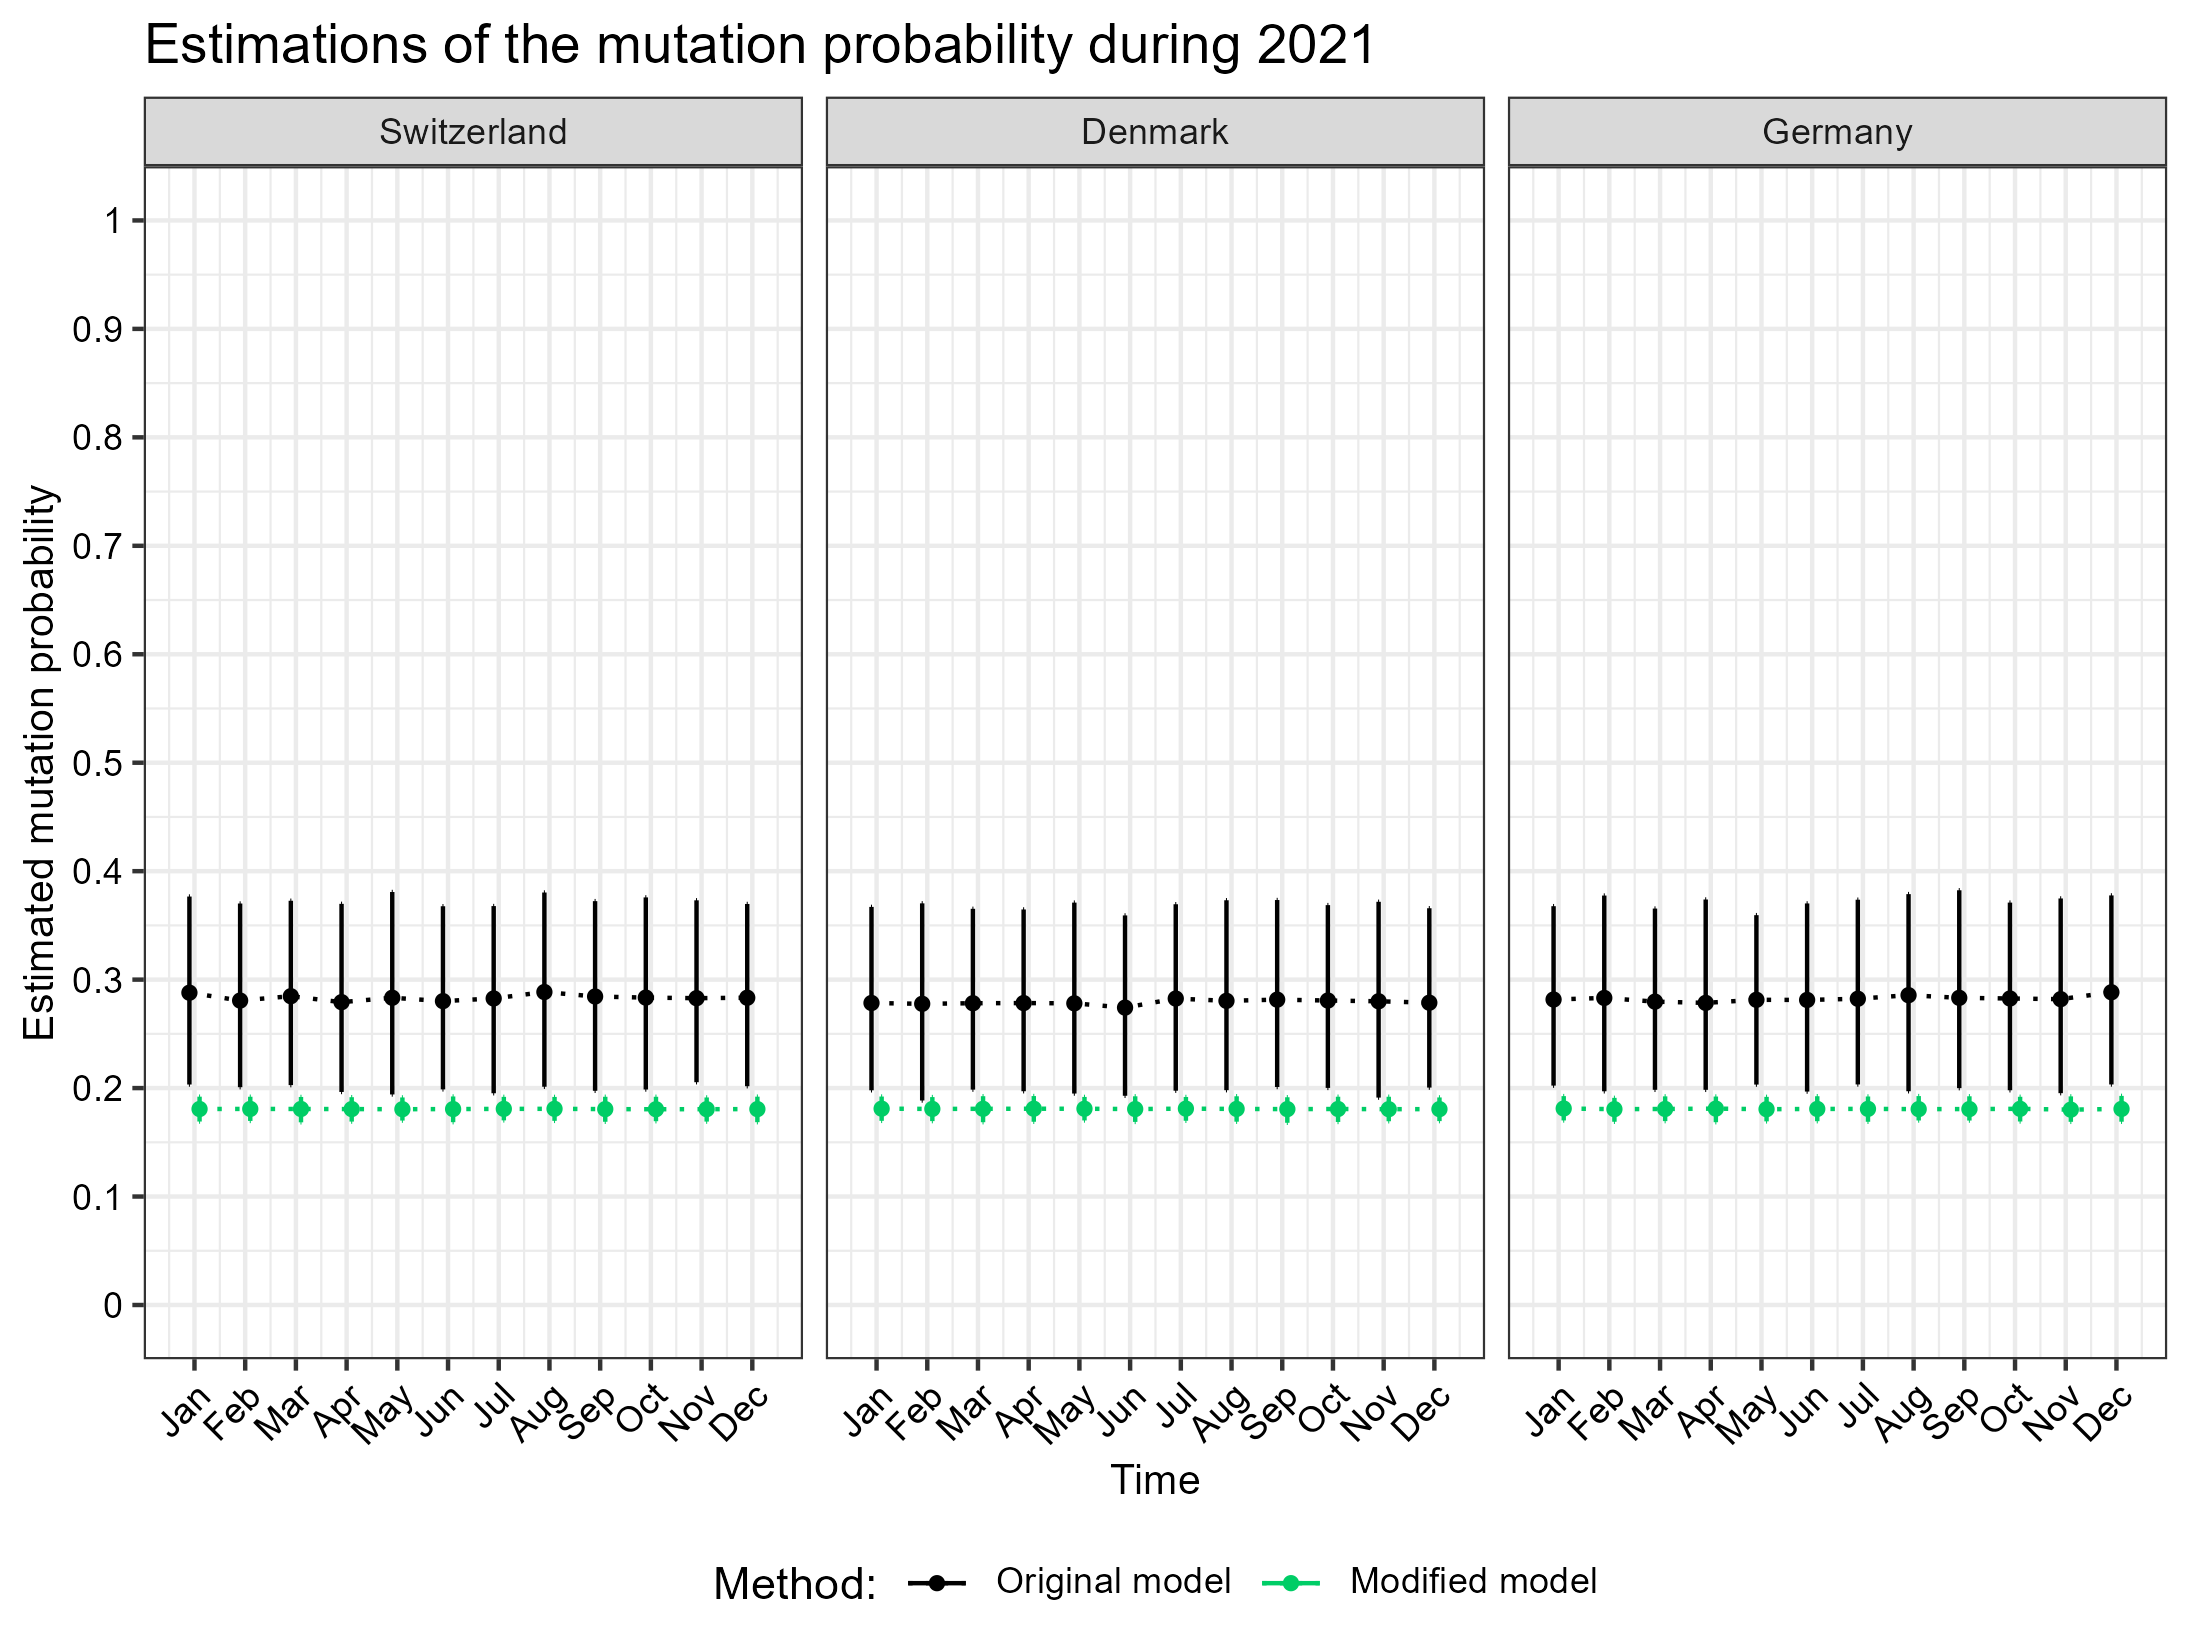 Estimations of the mutation probability during 2021
Switzerland Denmark Germany
Estimated mutation probability
1
0.9
0.8
0.7
0.6
0.5
0.4
0.3
0.2
0.1
0
Jan Feb Mar Apr May Jun Jul Aug Sep Oct Nov Dec
Jan Feb Mar Apr May Jun Jul Aug Sep Oct Nov Dec
Jan Feb Mar Apr May Jun Jul Aug Sep Oct Nov Dec
Time
Method: Original model Modified model